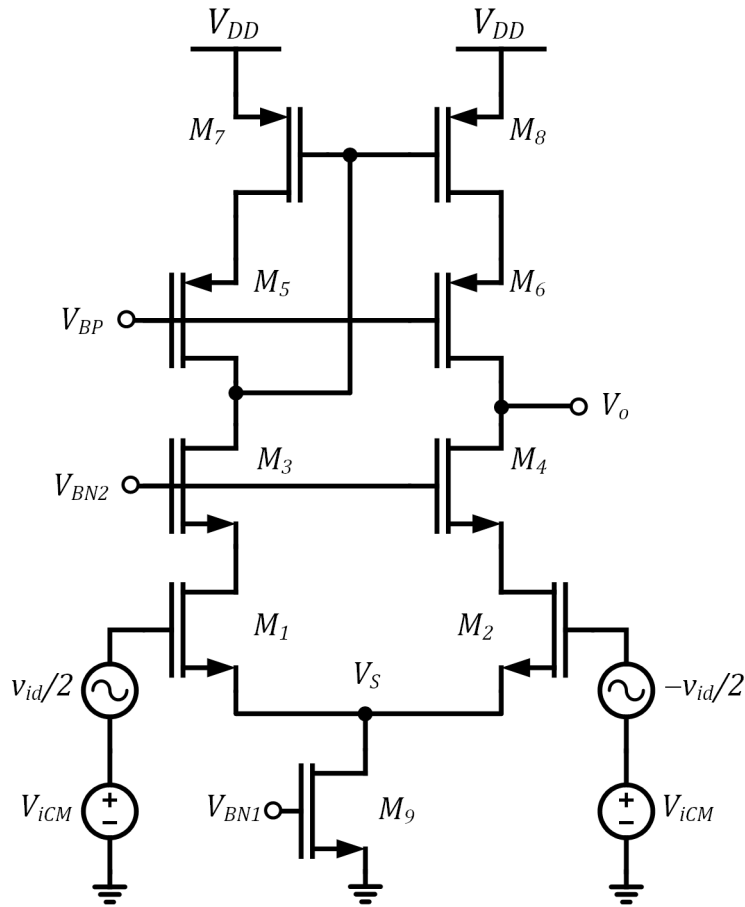 V_DD V_DD
M_7 M_8
M_5 M_6
V_BP
V_o
M_3 M_4
V_BN2
M_1 M_2
v_id/2 V_S −v_id/2
V_iCM V_BN1 M_9 V_iCM
+ +
− −